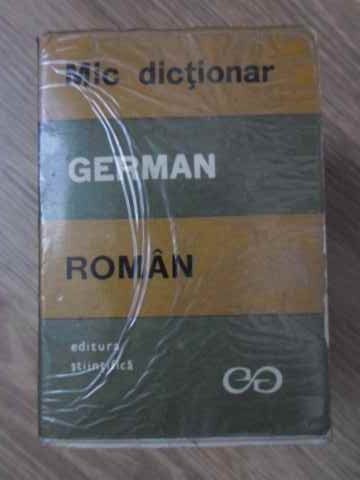 Mic dicționar
GERMAN
ROMÂN
editura
științifică